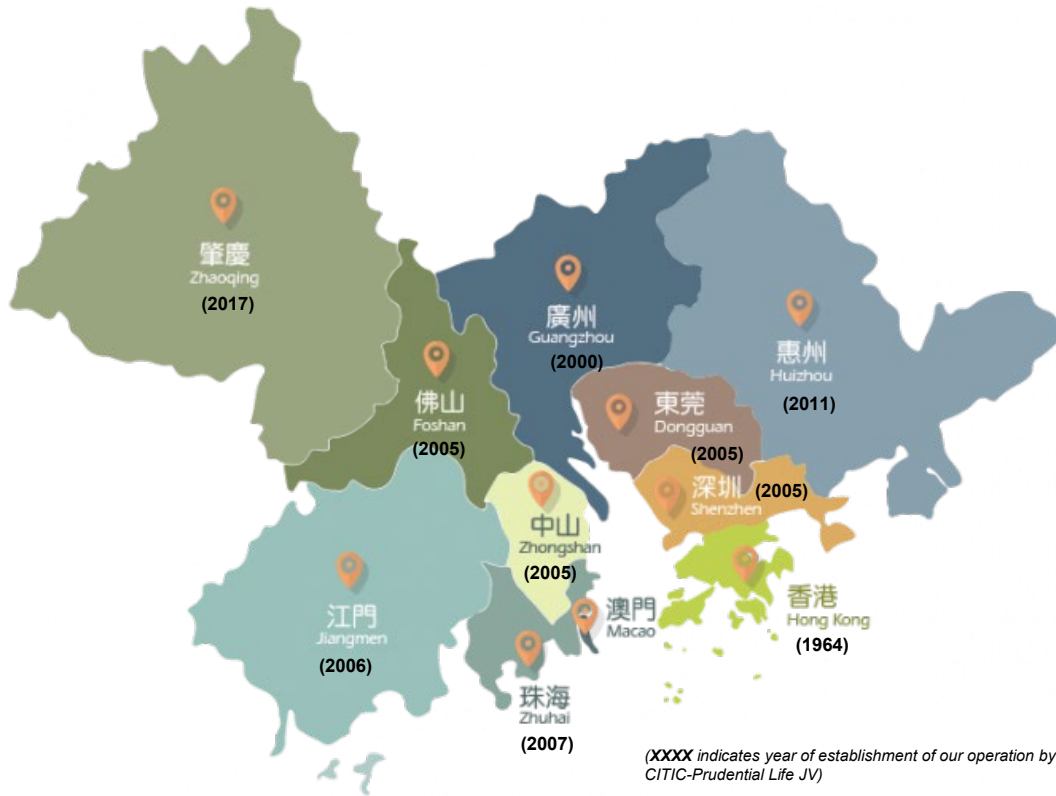 肇慶
Zhaoqing
(2017)
廣州
Guangzhou
(2000)
惠州
Huizhou
(2011)
佛山
Foshan
(2005)
東莞
Dongguan
(2005)
深圳
Shenzhen
(2005)
中山
Zhongshan
(2005)
江門
Jiangmen
(2006)
澳門
Macao
香港
Hong Kong
(1964)
珠海
Zhuhai
(2007)
(XXXX indicates year of establishment of our operation by
CITIC-Prudential Life JV)